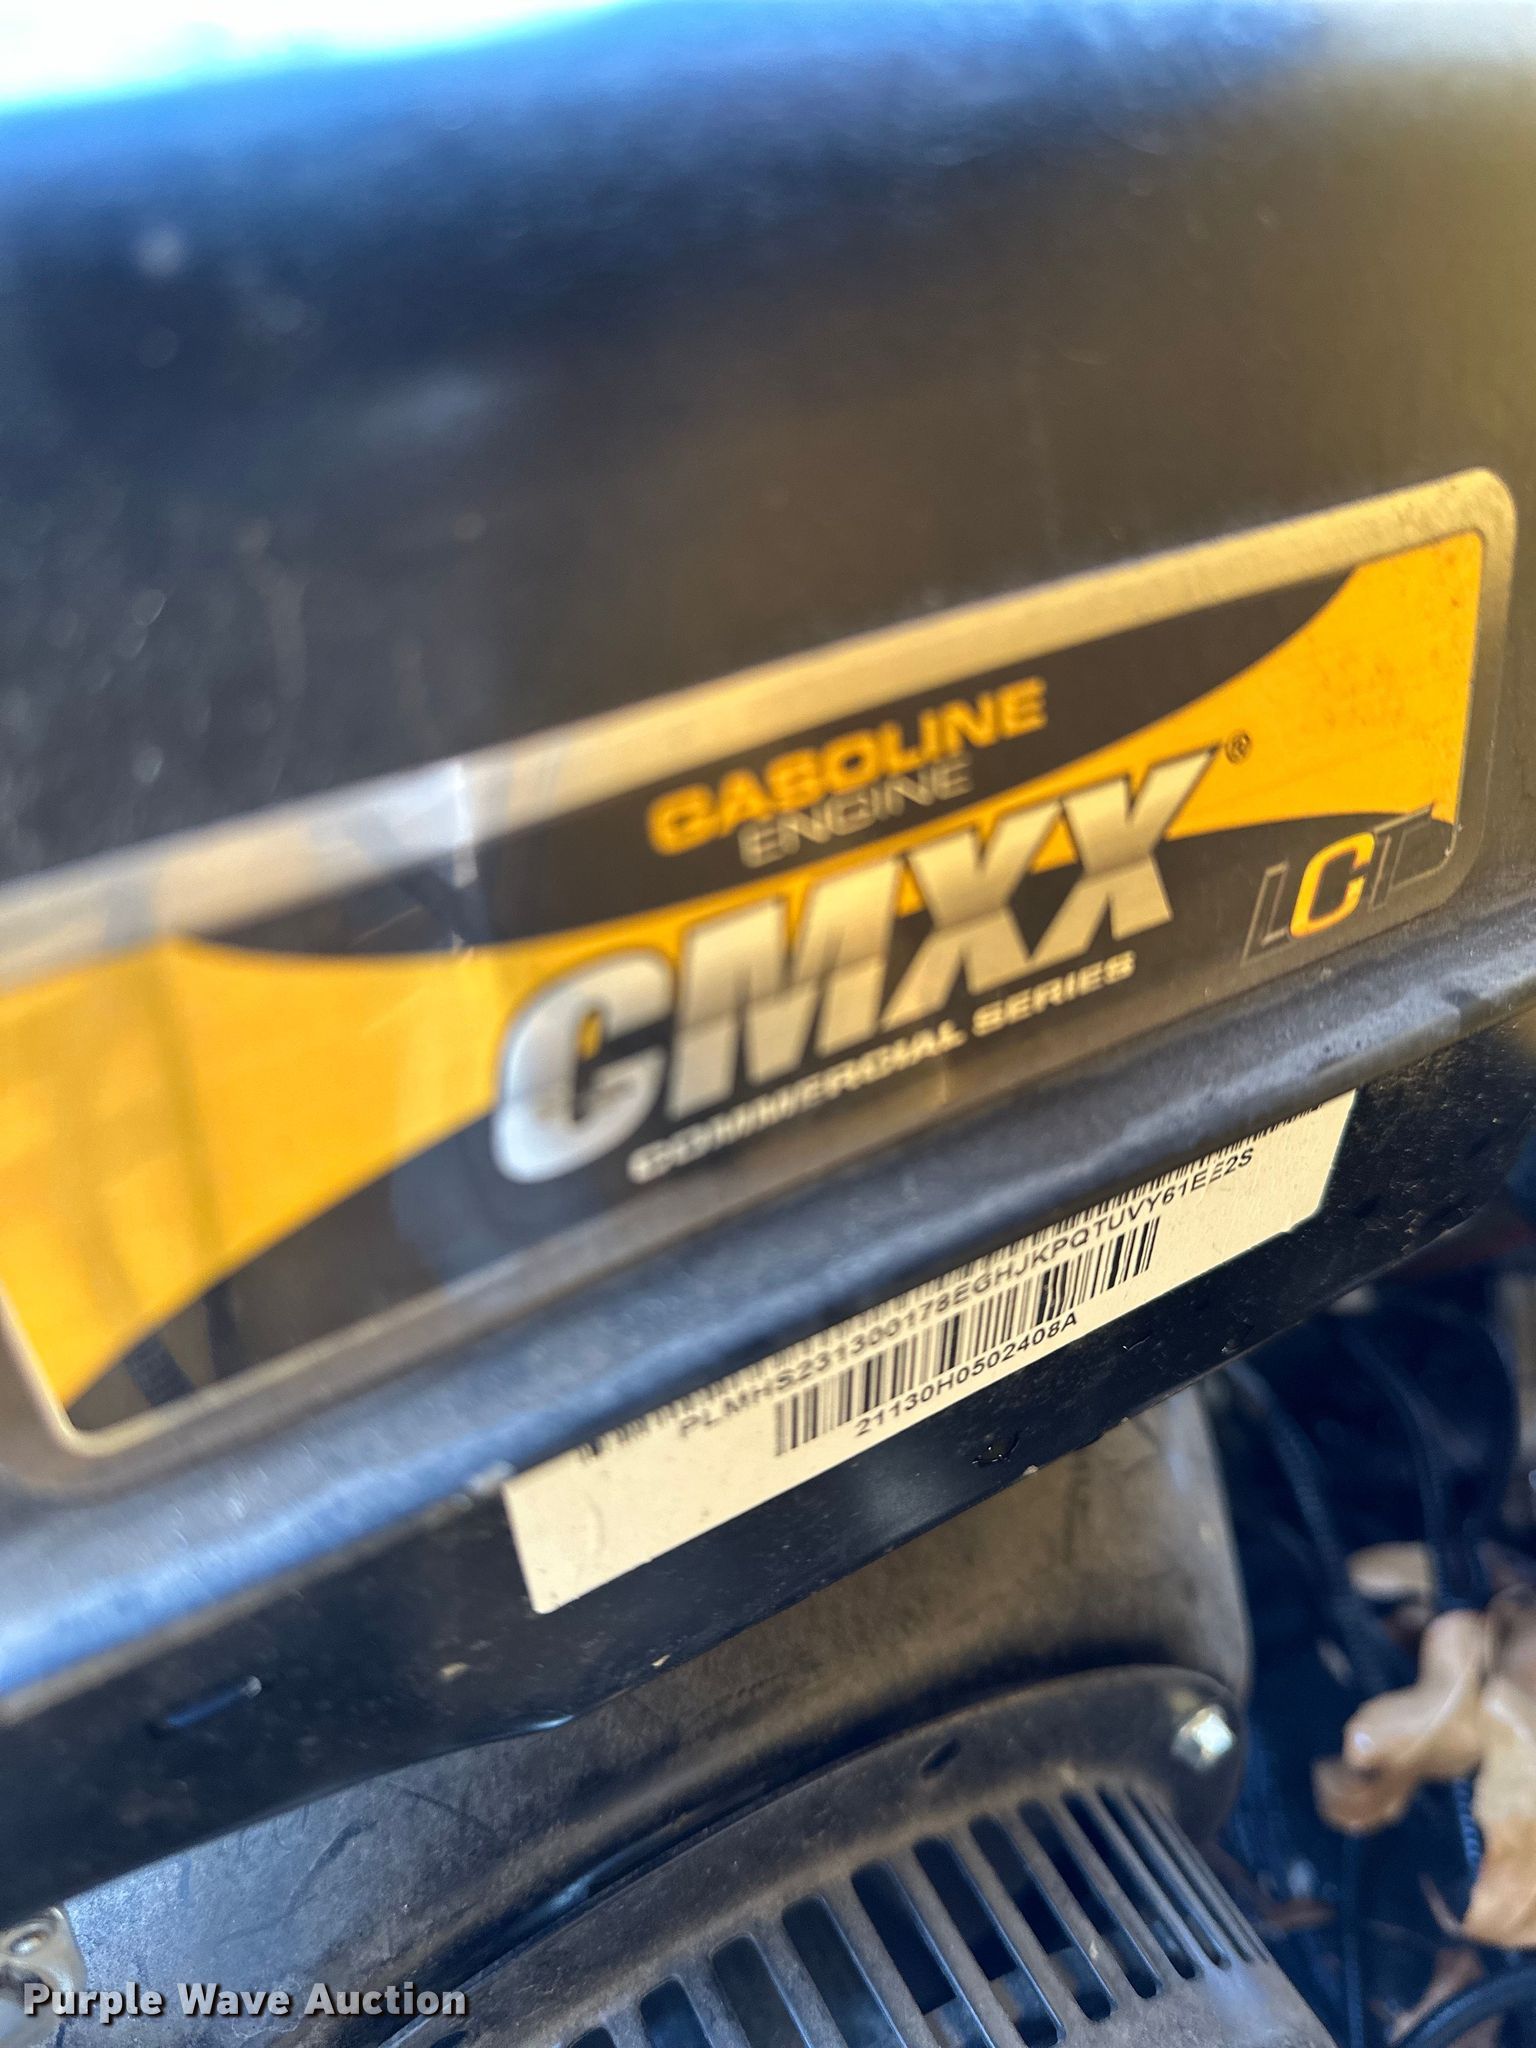 GASOLINE
ENGINE
CMXX®
COMMERCIAL SERIES
LCT
PLMHS231300178EGHJKPQTUVY61EE2S
21130H0502408A
Purple Wave Auction